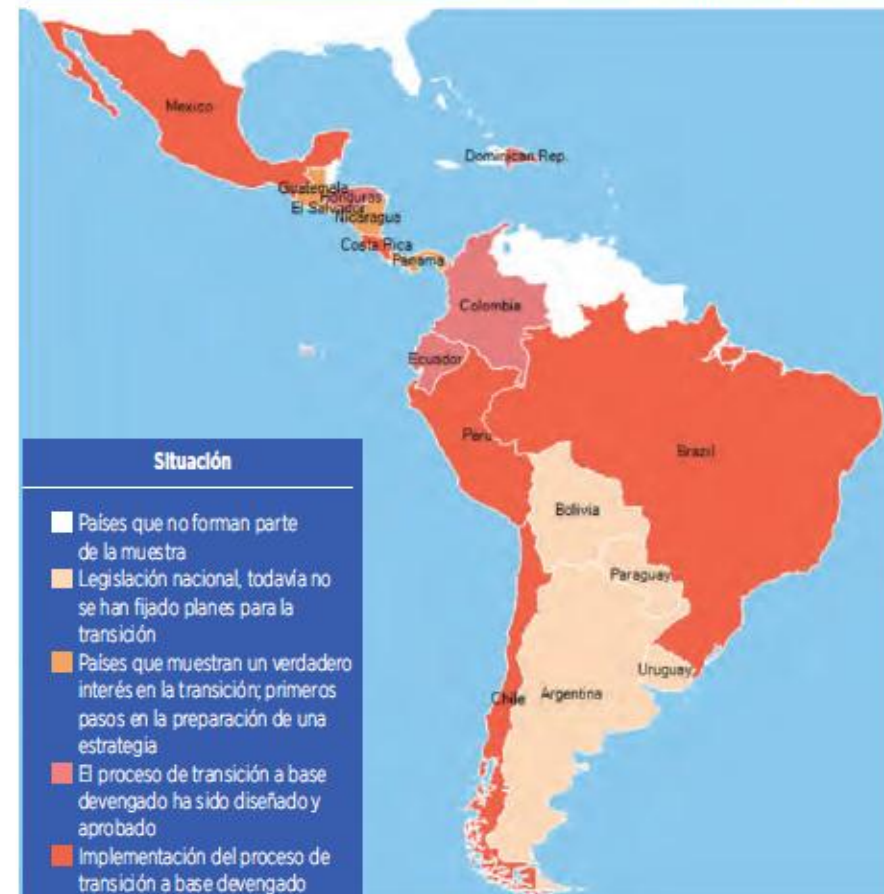 Mexico
Dominican Rep.
Guatemala
Honduras
El Salvador
Nicaragua
Costa Rica
Panama
Colombia
Ecuador
Peru
Brazil
Bolivia
Paraguay
Uruguay
Chile
Argentina
Situación
Países que no forman parte
de la muestra
Legislación nacional, todavía no
se han fijado planes para la
transición
Países que muestran un verdadero
interés en la transición; primeros
pasos en la preparación de una
estrategia
El proceso de transición a base
devengado ha sido diseñado y
aprobado
Implementación del proceso de
transición a base devengado